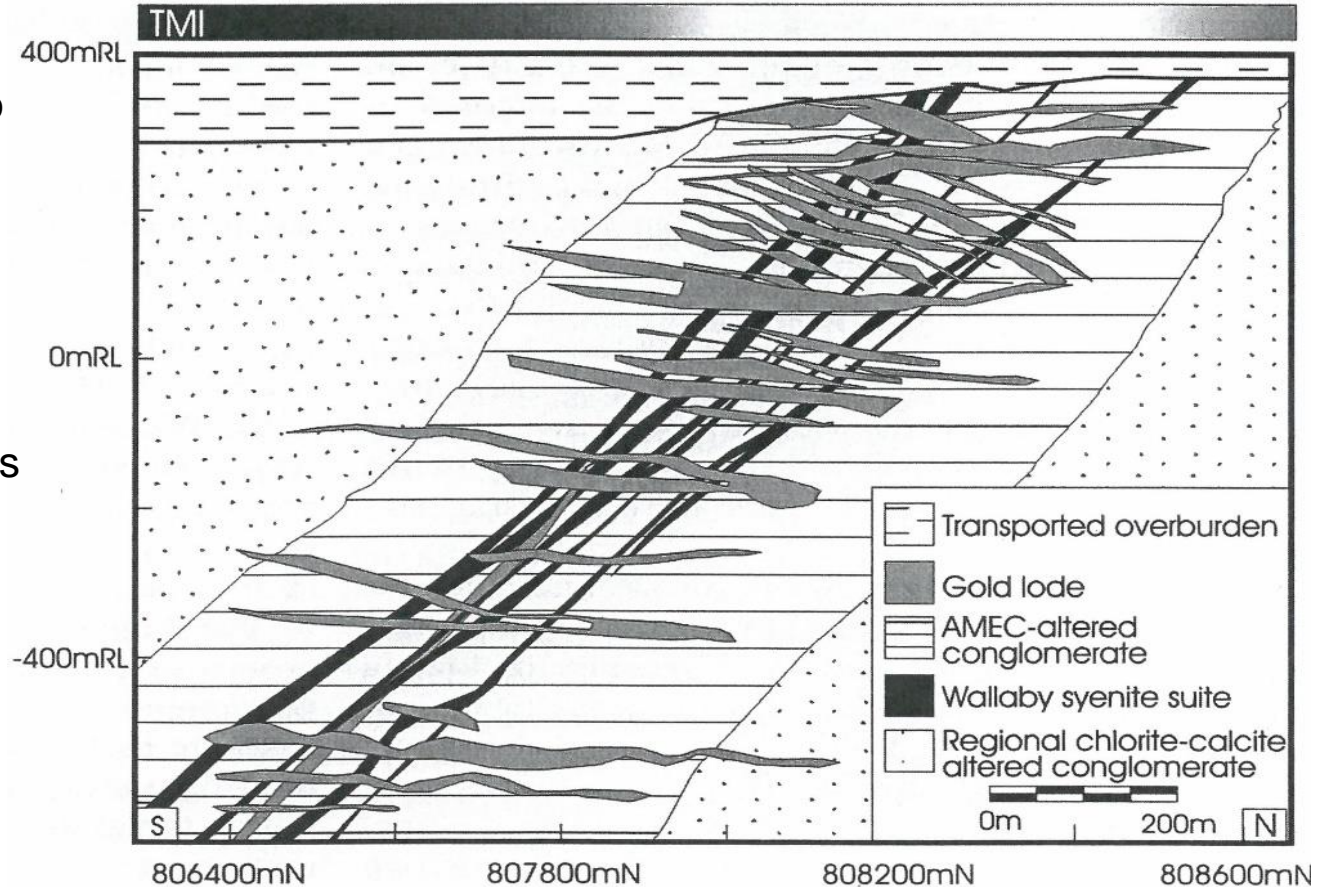 TMI
400mRL
0mRL
s
-400mRL
Transported overburden
Gold lode
AMEC-altered
conglomerate
Wallaby syenite suite
Regional chlorite-calcite
altered conglomerate
0m 200m
S
N
806400mN 807800mN 808200mN 808600mN